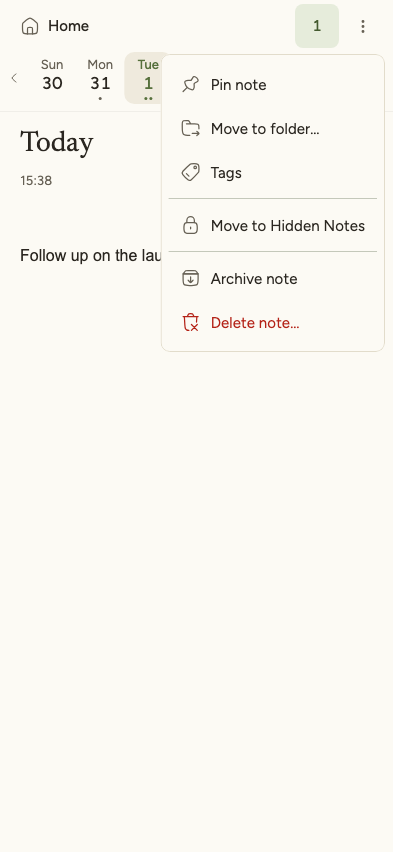 Home
1
Sun Mon Tue
30 31 1
Pin note
Move to folder...
Today
Tags
15:38
Move to Hidden Notes
Follow up on the
Archive note
Delete note...